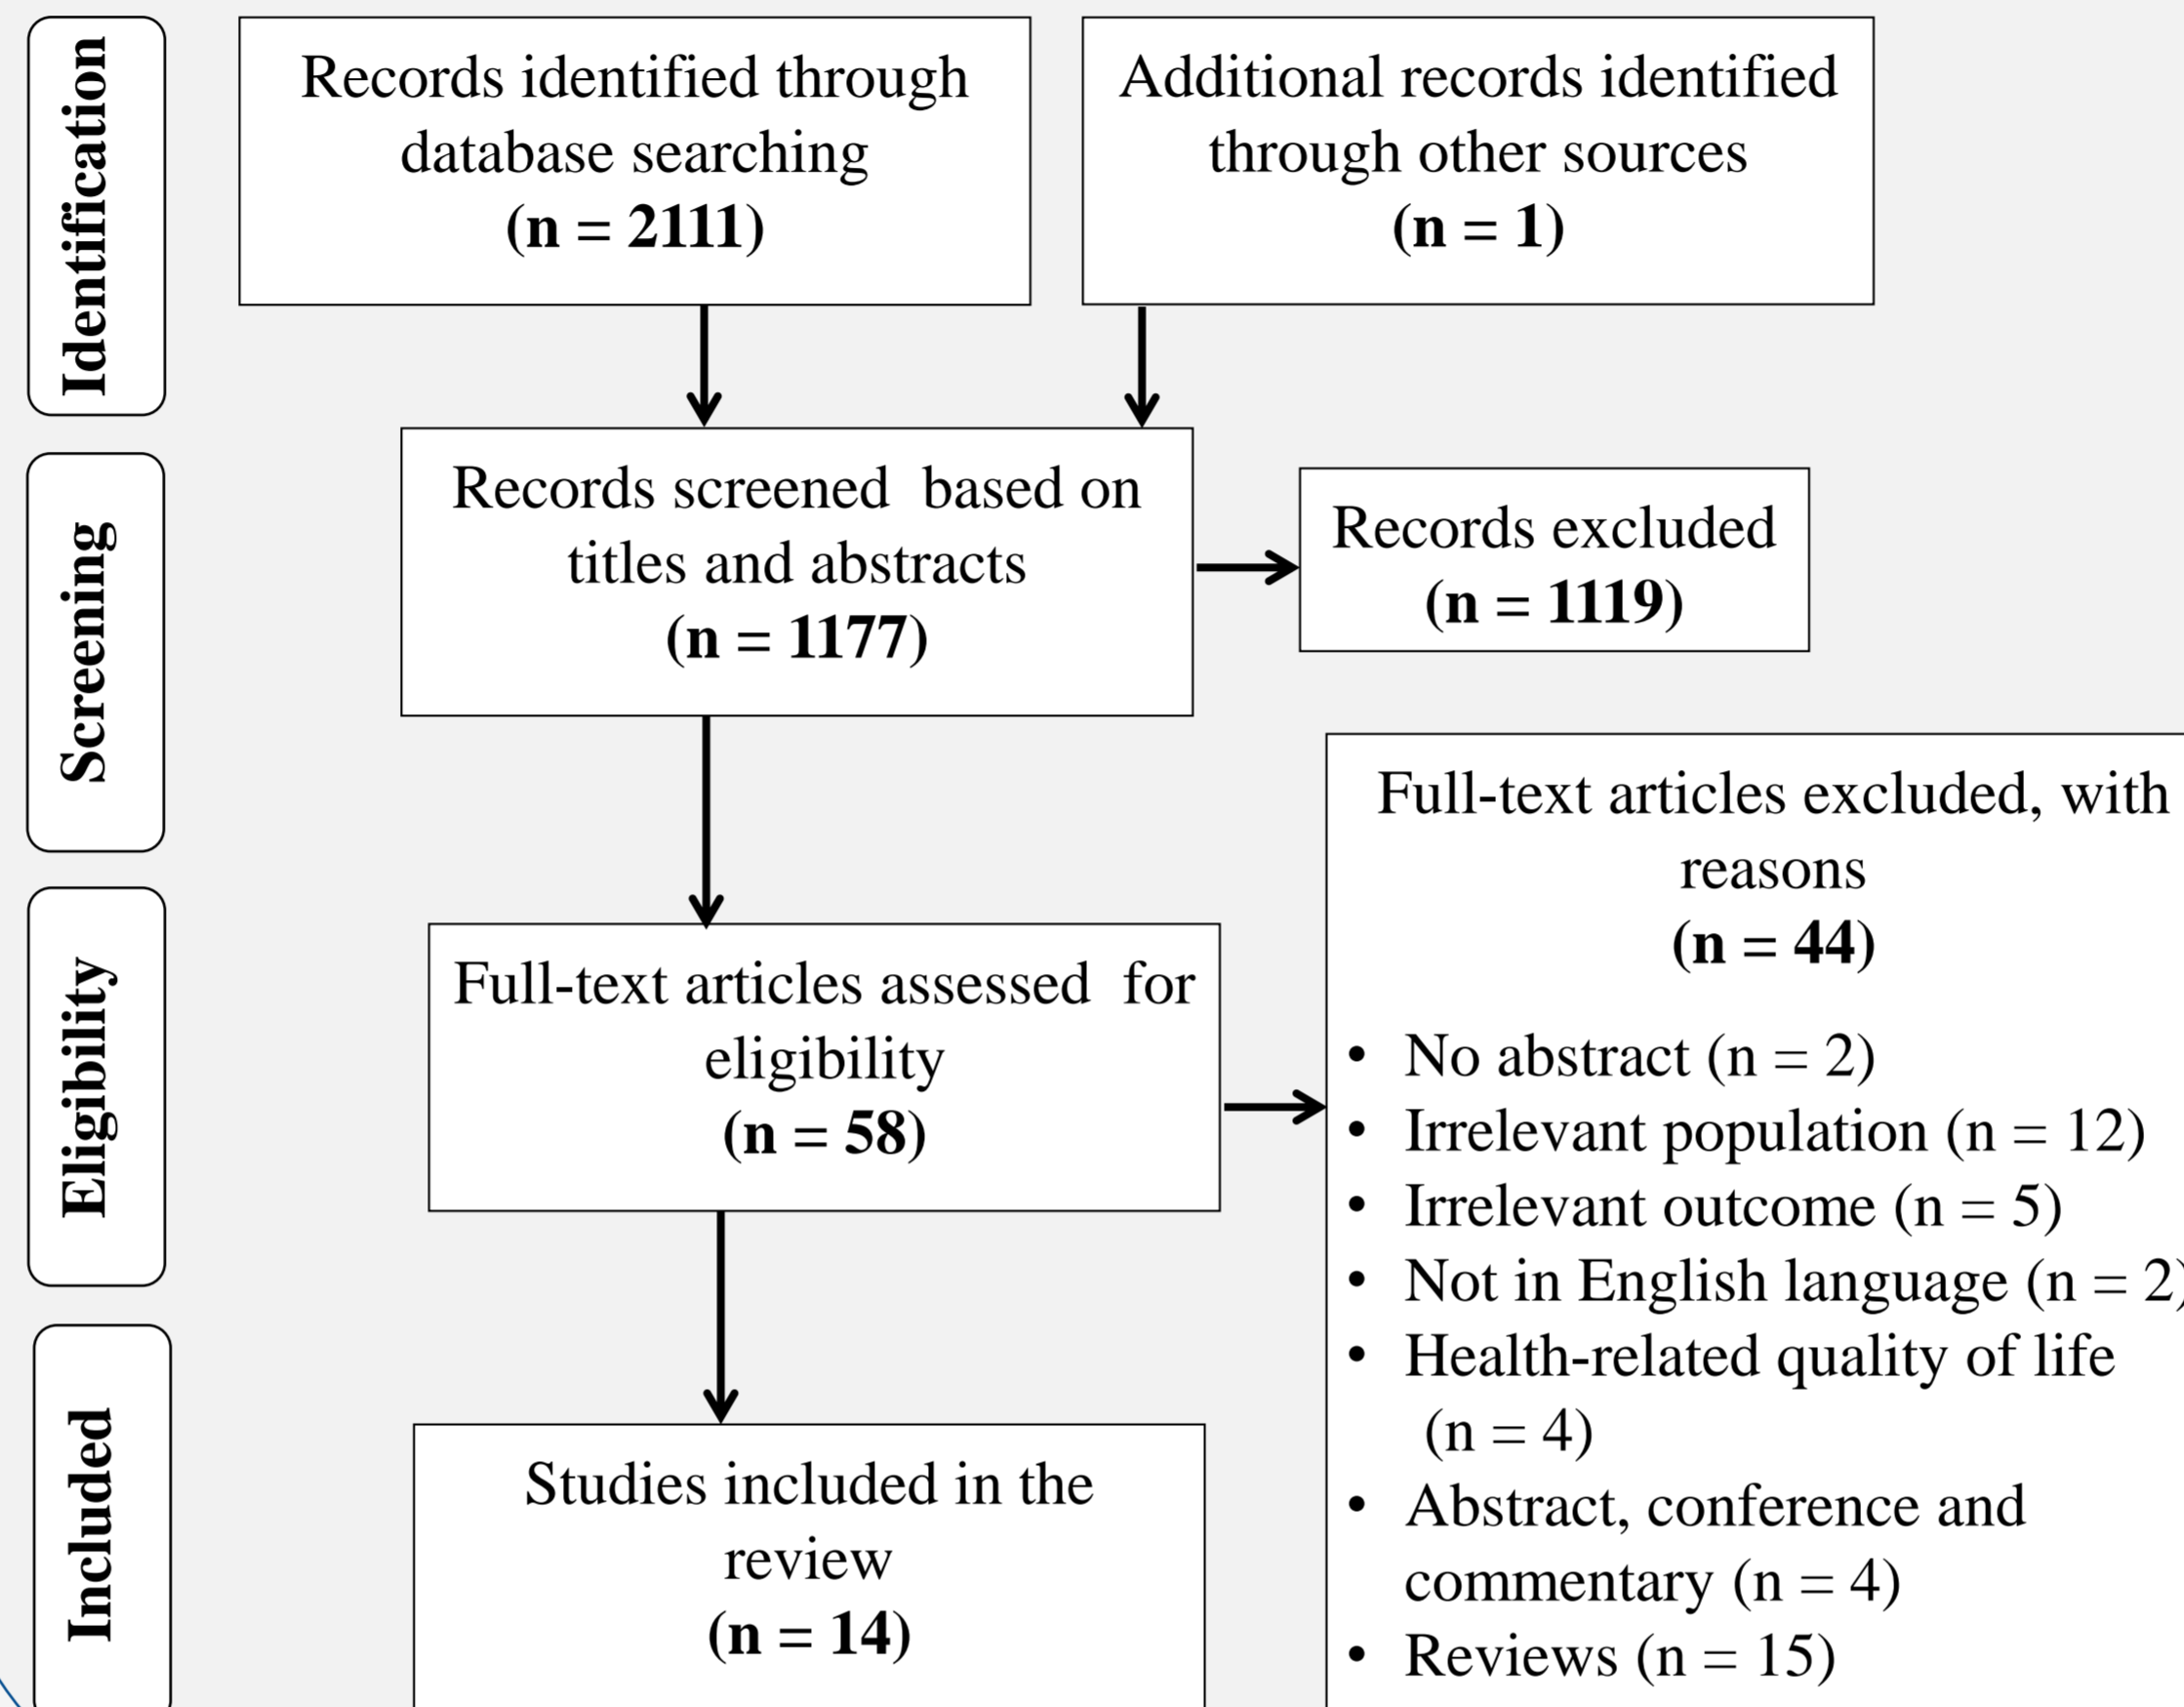 Identification
Records identified through
database searching
(n = 2111)
Additional records identified
through other sources
(n = 1)
Screening
Records screened based on
titles and abstracts
(n = 1177)
Records excluded
(n = 1119)
Eligibility
Full-text articles assessed for
eligibility
(n = 58)
Full-text articles excluded, with
reasons
(n = 44)
• No abstract (n = 2)
• Irrelevant population (n = 12)
• Irrelevant outcome (n = 5)
• Not in English language (n = 2)
• Health-related quality of life
(n = 4)
• Abstract, conference and
commentary (n = 4)
• Reviews (n = 15)
Included
Studies included in the
review
(n = 14)